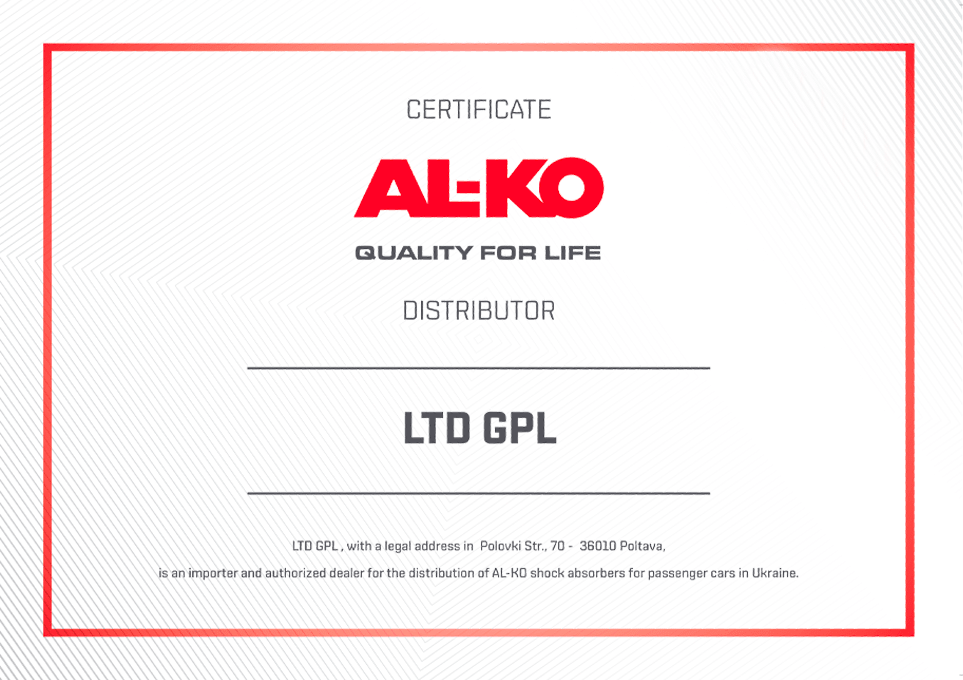 CERTIFICATE
AL-KO
QUALITY FOR LIFE
DISTRIBUTOR
LTD GPL
LTD GPL , with a legal address in Polovki Str., 70 - 36010 Poltava,
is an importer and authorized dealer for the distribution of AL-KO shock absorbers for passenger cars in Ukraine.